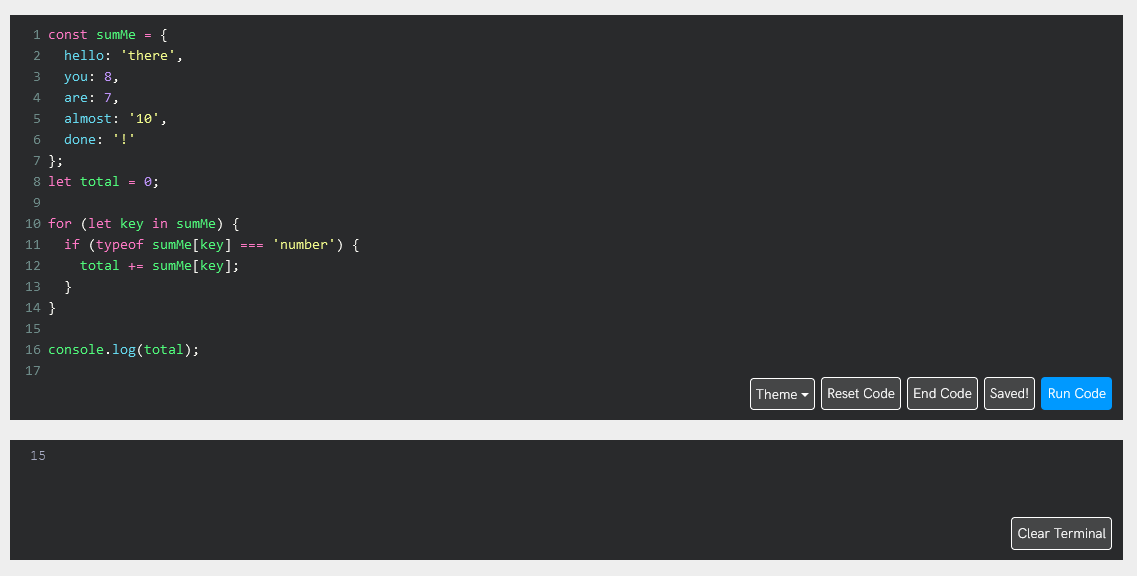 1 const sumMe = {
2   hello: 'there',
3   you: 8,
4   are: 7,
5   almost: '10',
6   done: '!'
7 };
8 let total = 0;
9
10 for (let key in sumMe) {
11   if (typeof sumMe[key] === 'number') {
12     total += sumMe[key];
13   }
14 }
15
16 console.log(total);
17
Theme Reset Code End Code Saved! Run Code
15
Clear Terminal